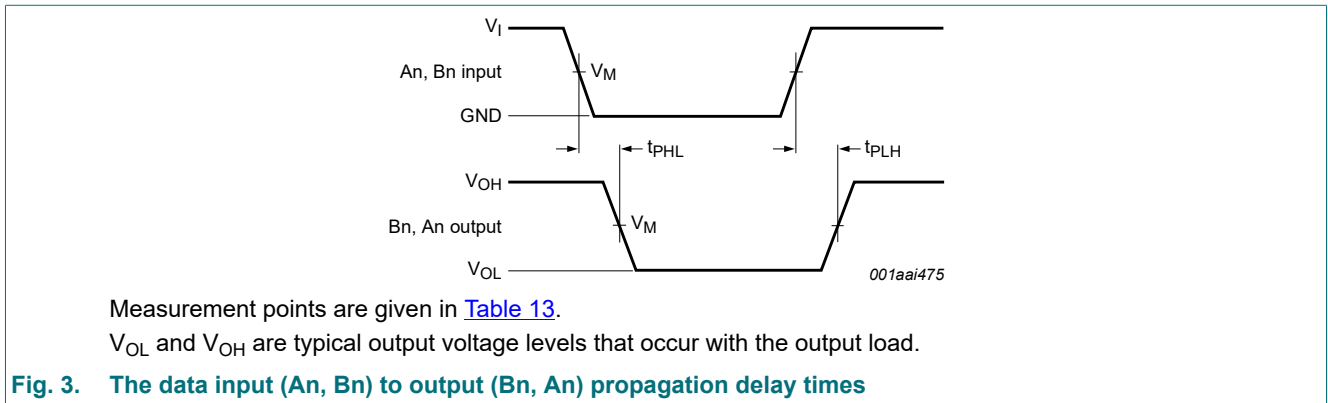 VI
An, Bn input
VM
GND
tPHL
tPLH
VOH
Bn, An output
VM
VOL
001aai475
Measurement points are given in Table 13.
VOL and VOH are typical output voltage levels that occur with the output load.
Fig. 3. The data input (An, Bn) to output (Bn, An) propagation delay times